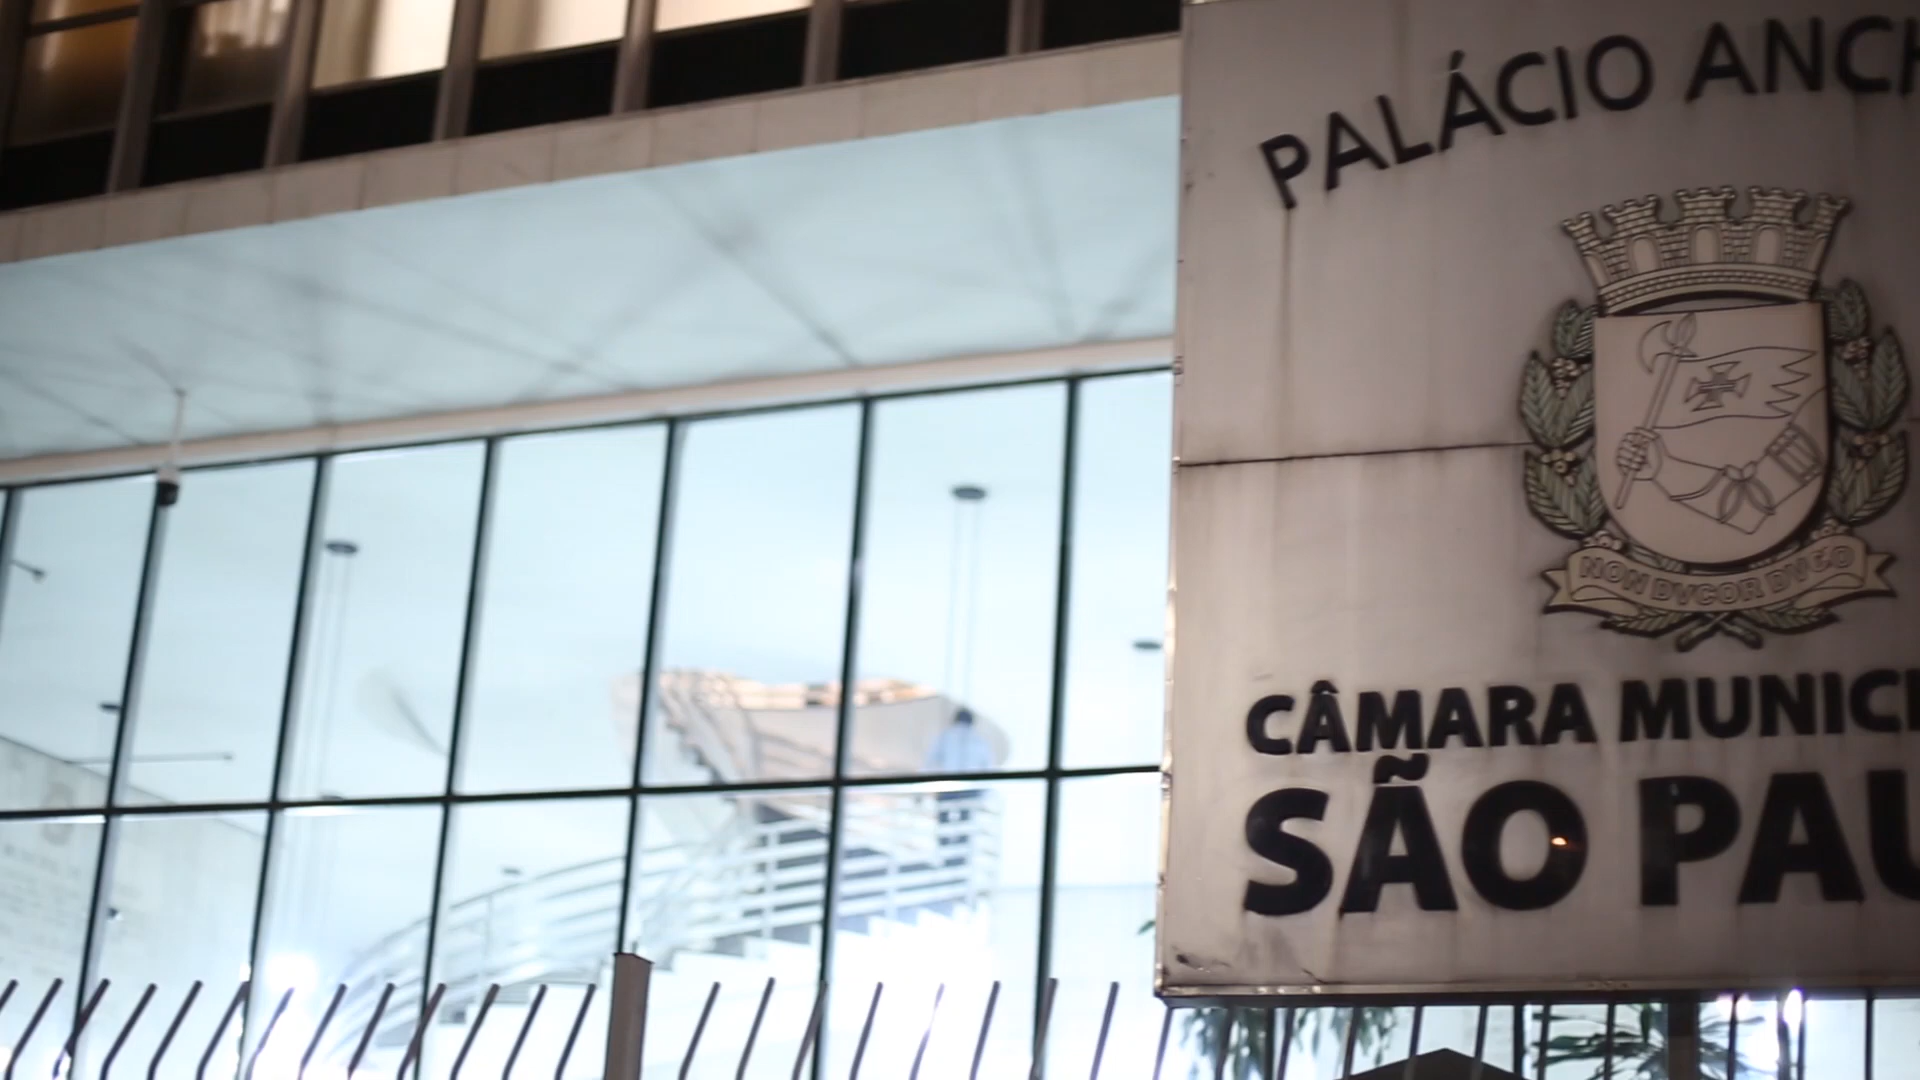 PALÁCIO ANCH
NON DVCOR DVCO
CÂMARA MUNICI
SÃO PAU